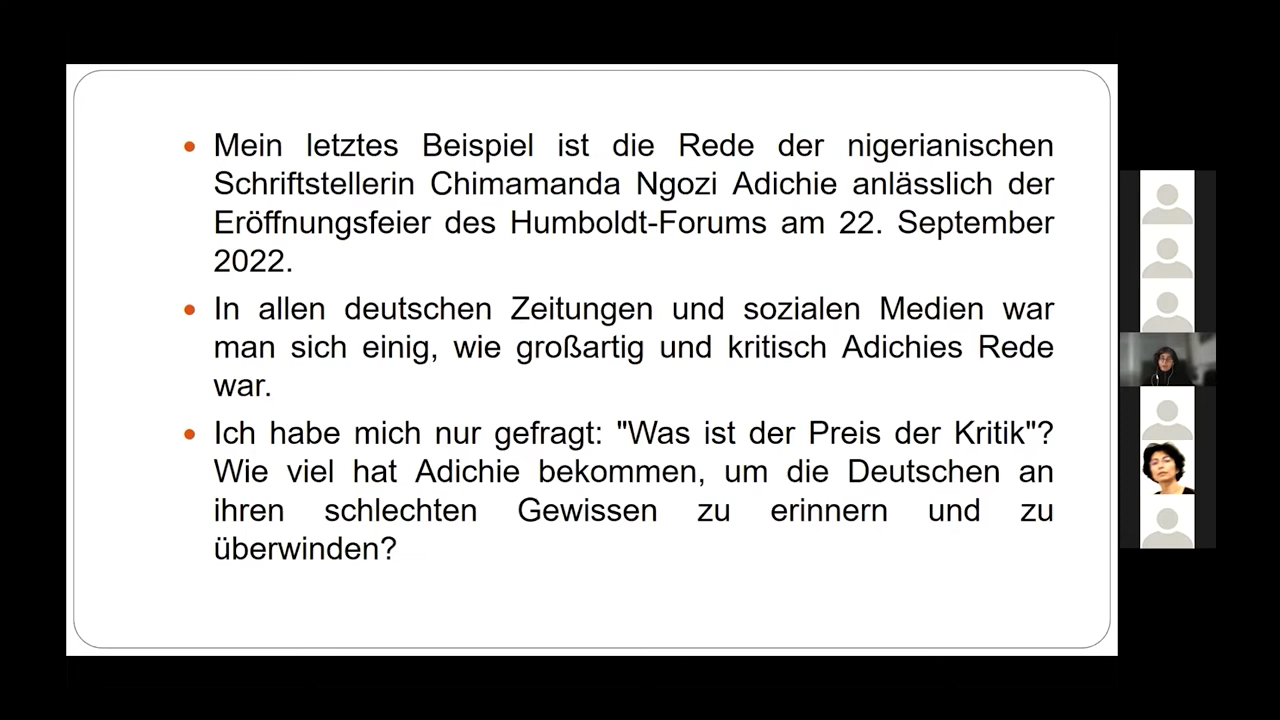 Mein letztes Beispiel ist die Rede der nigerianischen
Schriftstellerin Chimamanda Ngozi Adichie anlässlich der
Eröffnungsfeier des Humboldt-Forums am 22. September
2022.
In allen deutschen Zeitungen und sozialen Medien war
man sich einig, wie großartig und kritisch Adichies Rede
war.
Ich habe mich nur gefragt: "Was ist der Preis der Kritik"?
Wie viel hat Adichie bekommen, um die Deutschen an
ihren schlechten Gewissen zu erinnern und zu
überwinden?